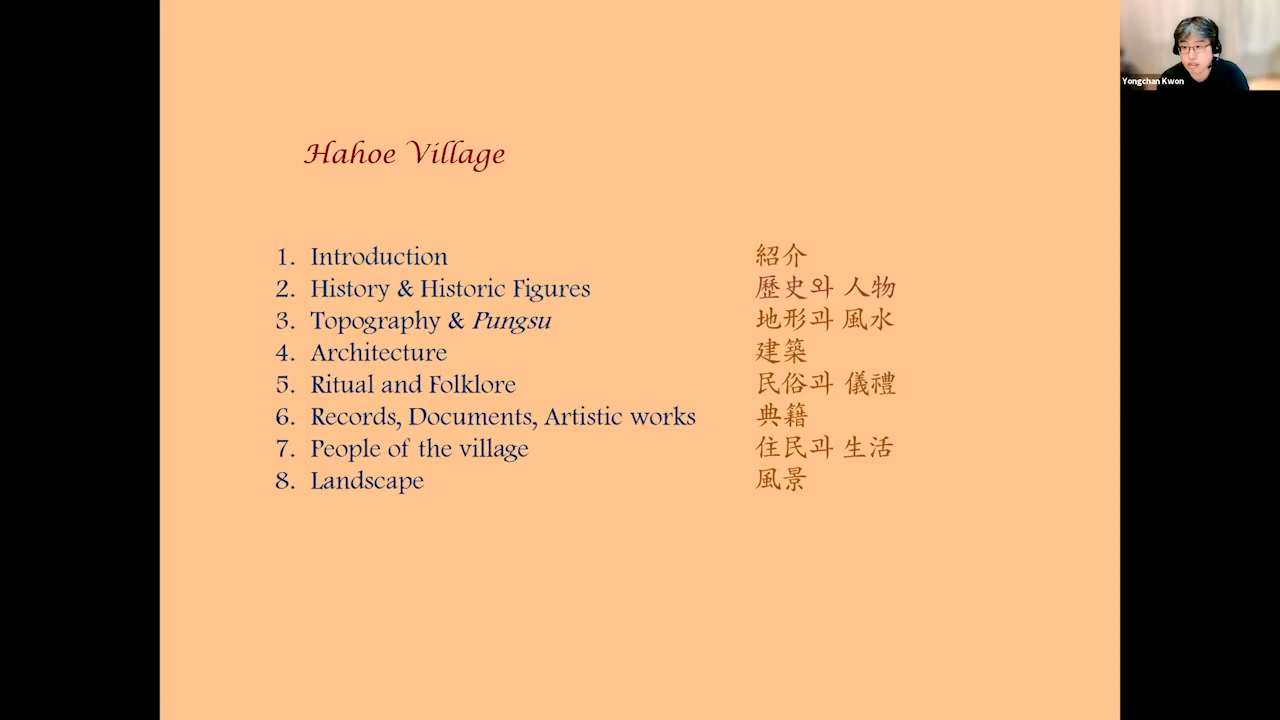 Yongchan Kwon
Hahoe Village
1. Introduction 紹介
2. History & Historic Figures 歷史와 人物
3. Topography & Pungsu 地形과 風水
4. Architecture 建築
5. Ritual and Folklore 民俗과 儀禮
6. Records, Documents, Artistic works 典籍
7. People of the village 住民과 生活
8. Landscape 風景